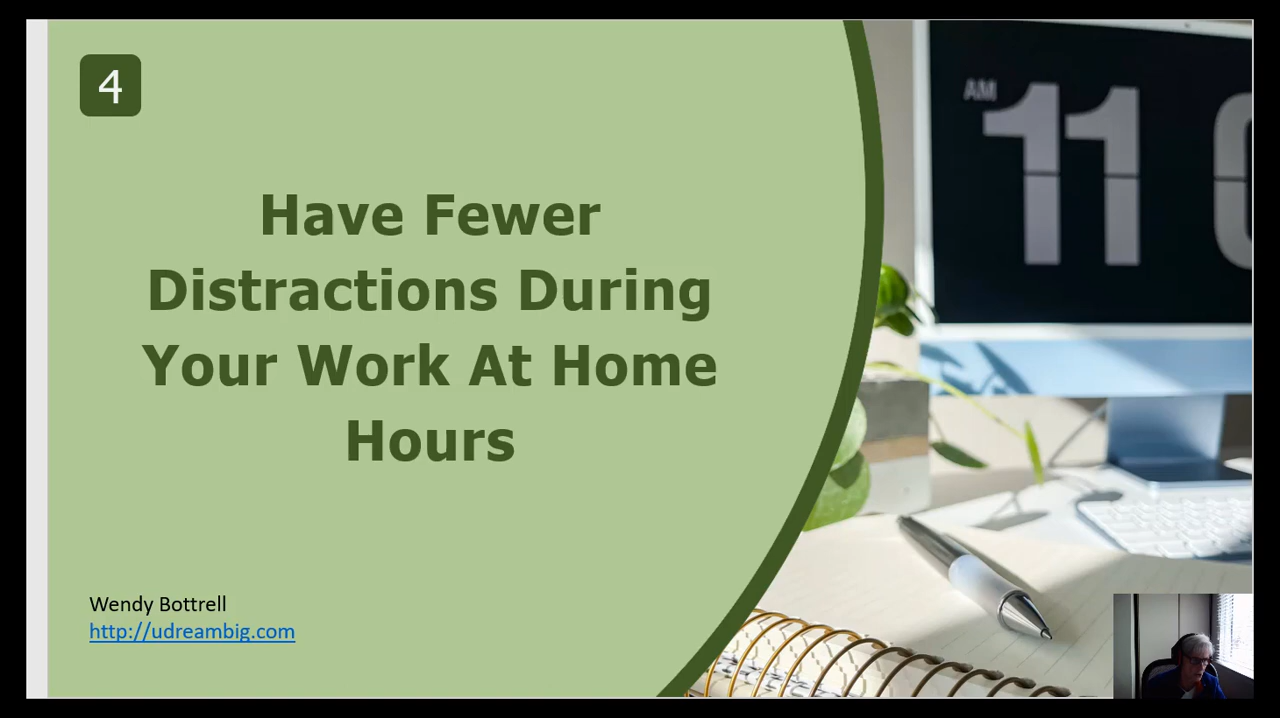 4
Have Fewer
Distractions During
Your Work At Home
Hours
Wendy Bottrell
http://udreambig.com
AM
11